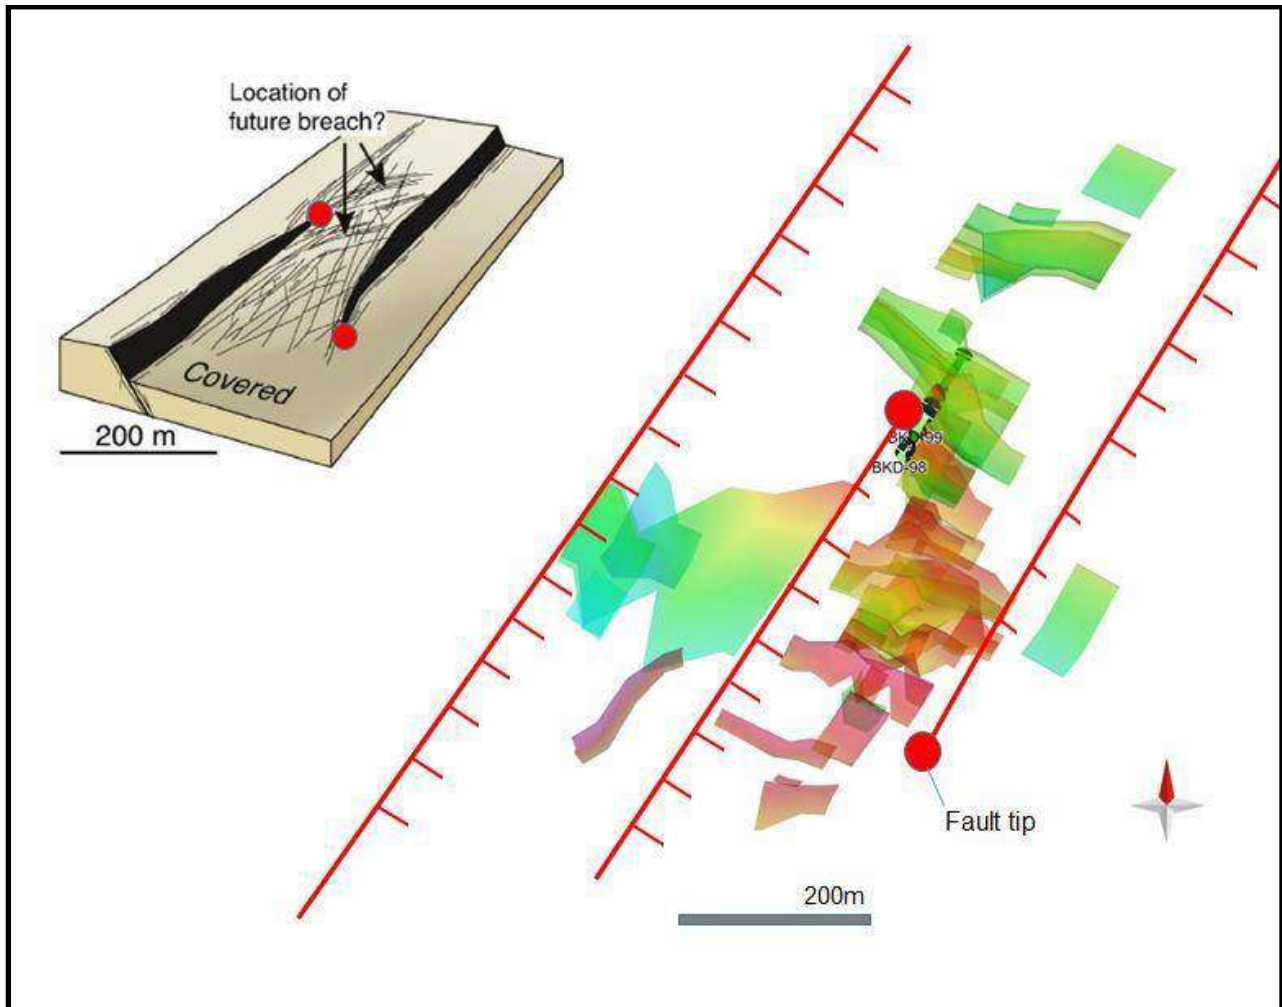 Location of
future breach?
Covered
200 m
BKD-99
BKD-98
Fault tip
200m